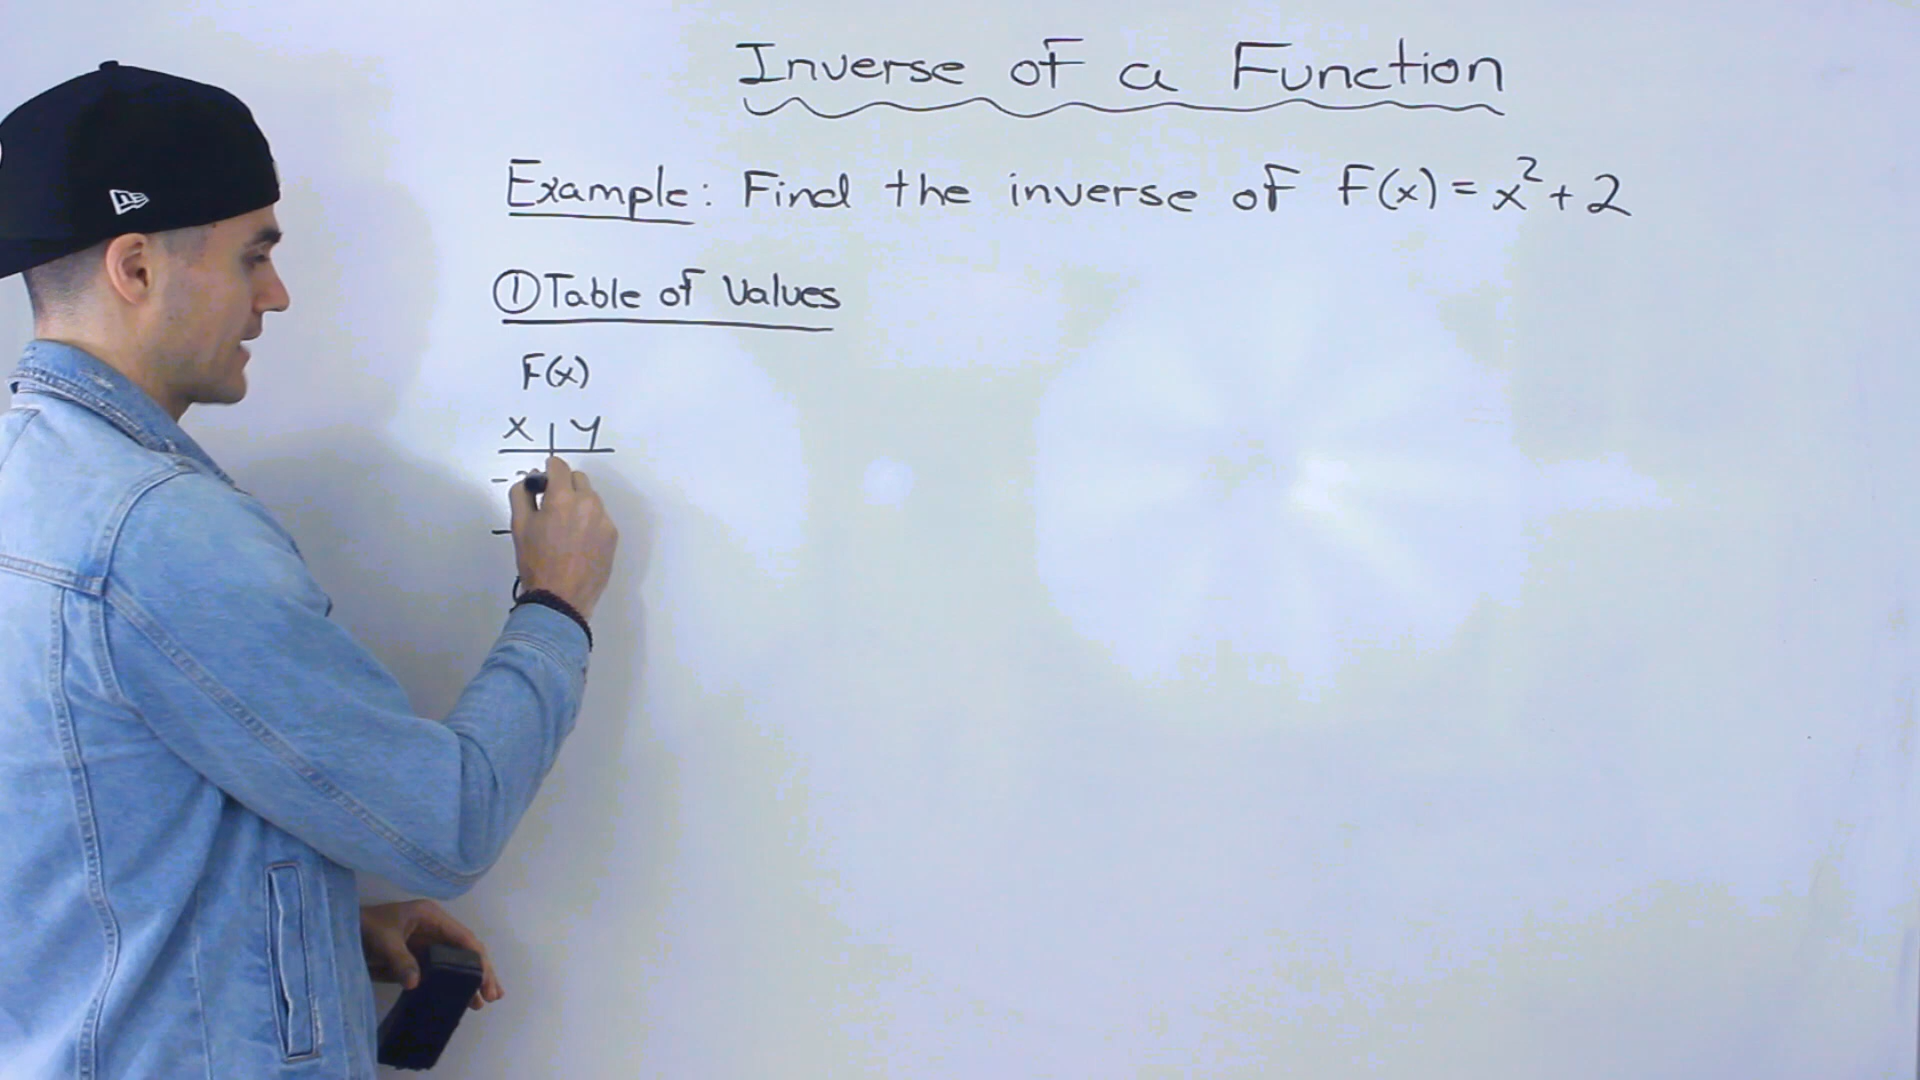 Inverse of a Function
Example: Find the inverse of F(x) = x² + 2
① Table of Values
F(x)
x | y